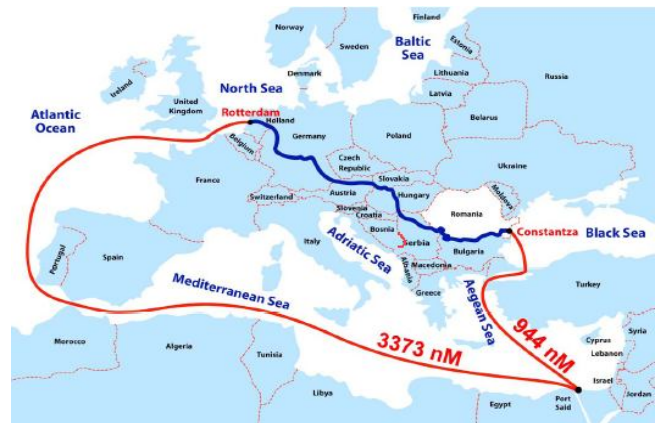 Norway
Finland
Sweden
Baltic
Sea
Estonia
Russia
North Sea
Denmark
Lithuania
Latvia
Ireland
United
Kingdom
Rotterdam
Holland
Belarus
Atlantic
Ocean
Belgium
Germany
Poland
Czech
Republic
Ukraine
Slovakia
France
Switzerland
Austria
Hungary
Moldova
Slovenia
Croatia
Romania
Bosnia
Serbia
Constantza
Black Sea
Italy
Adriatic Sea
Bulgaria
Portugal
Spain
Albania
Macedonia
Greece
Aegean Sea
Turkey
Mediterranean Sea
944 nM
3373 nM
Cyprus
Syria
Lebanon
Morocco
Algeria
Tunisia
Israel
Libya
Egypt
Port
Said
Jordan